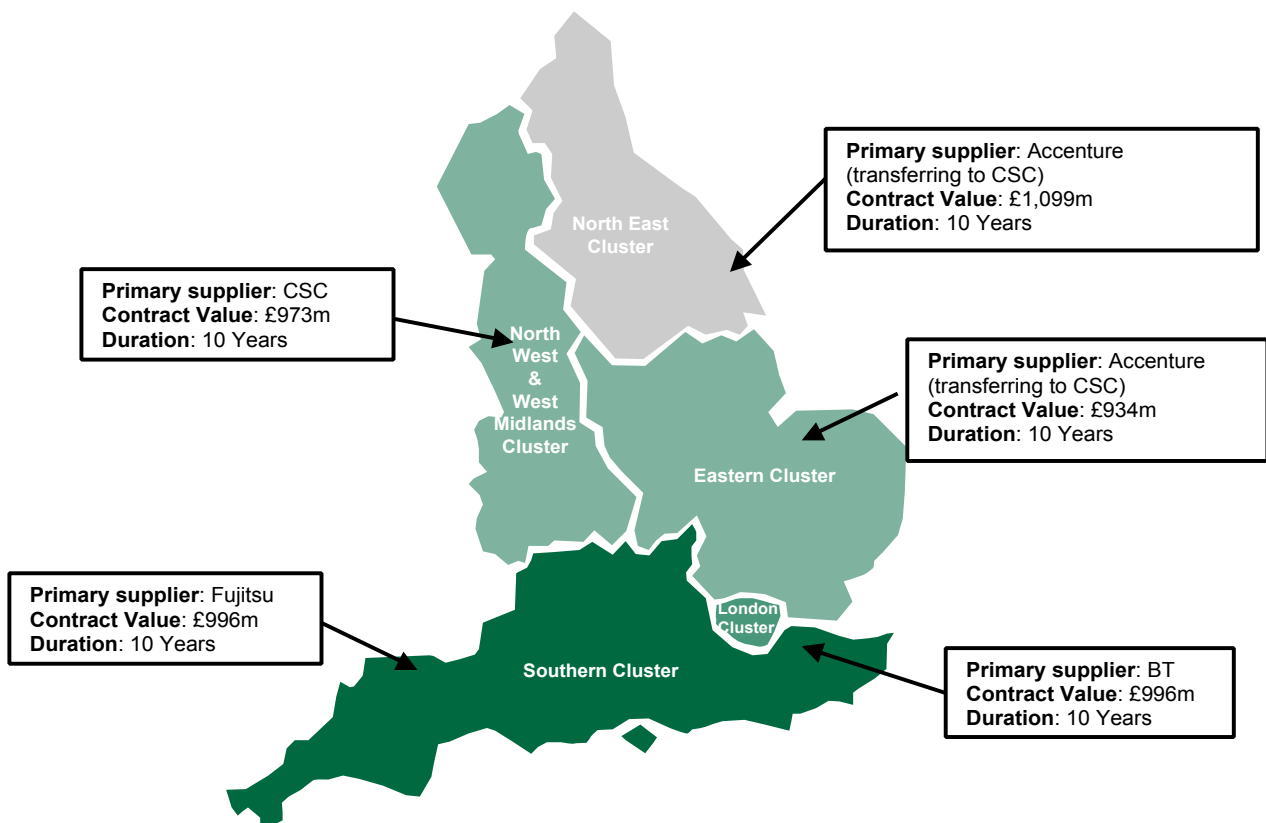 Primary supplier: Accenture
(transferring to CSC)
Contract Value: £1,099m
Duration: 10 Years
North East
Cluster
Primary supplier: CSC
Contract Value: £973m
Duration: 10 Years
North
West
&
West
Midlands
Cluster
Primary supplier: Accenture
(transferring to CSC)
Contract Value: £934m
Duration: 10 Years
Eastern Cluster
Primary supplier: Fujitsu
Contract Value: £996m
Duration: 10 Years
London
Cluster
Southern Cluster
Primary supplier: BT
Contract Value: £996m
Duration: 10 Years